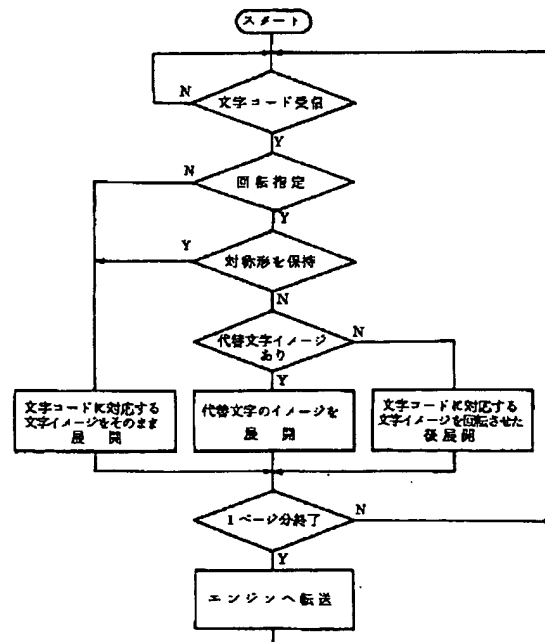 スタート
文字コード受信
N
Y
回転指定
N
Y
対称形を保持
Y
N
代替文字イメージ
あり
N
Y
文字コードに対応する
文字イメージをそのまま
展開
代替文字のイメージを
展開
文字コードに対応する
文字イメージを回転させた
後展開
1ページ分終了
N
Y
エンジンへ転送